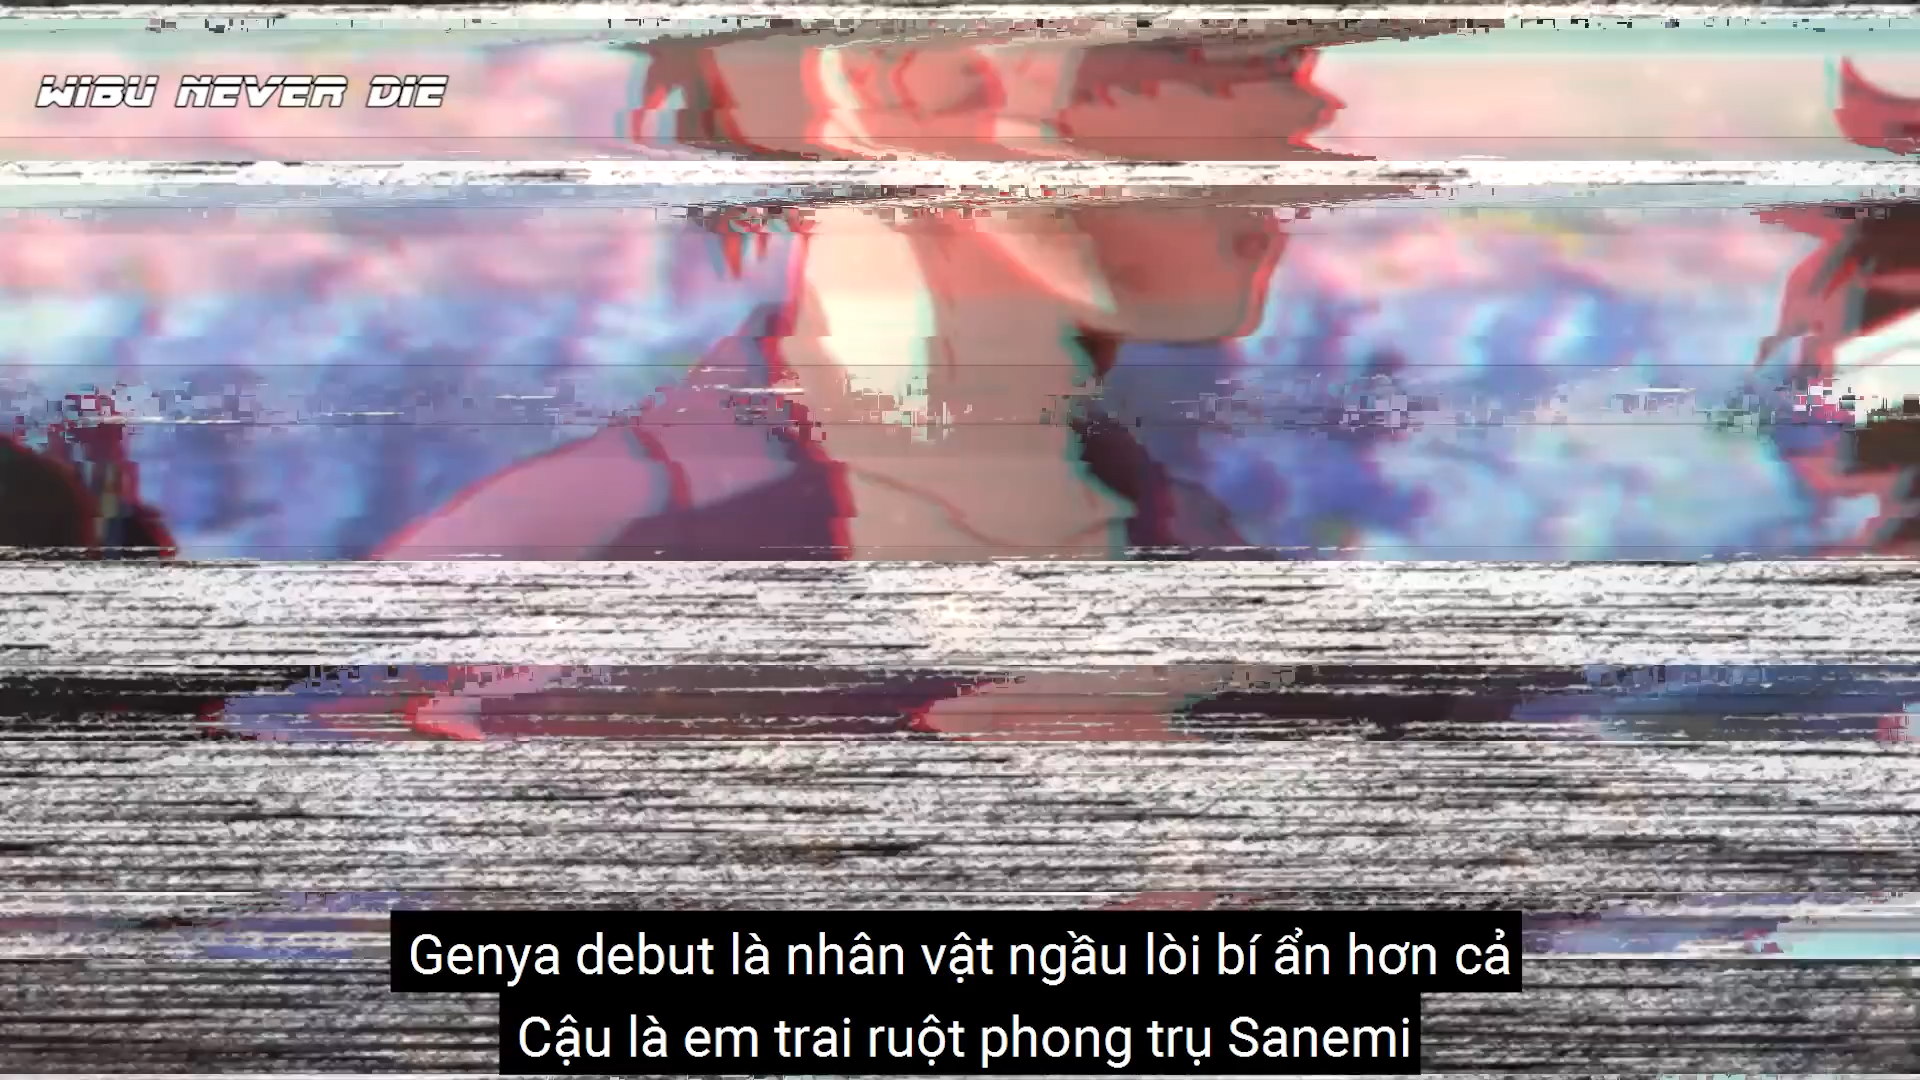 WIBU NEVER DIE
Genya debut là nhân vật ngầu lòi bí ẩn hơn cả
Cậu là em trai ruột phong trụ Sanemi